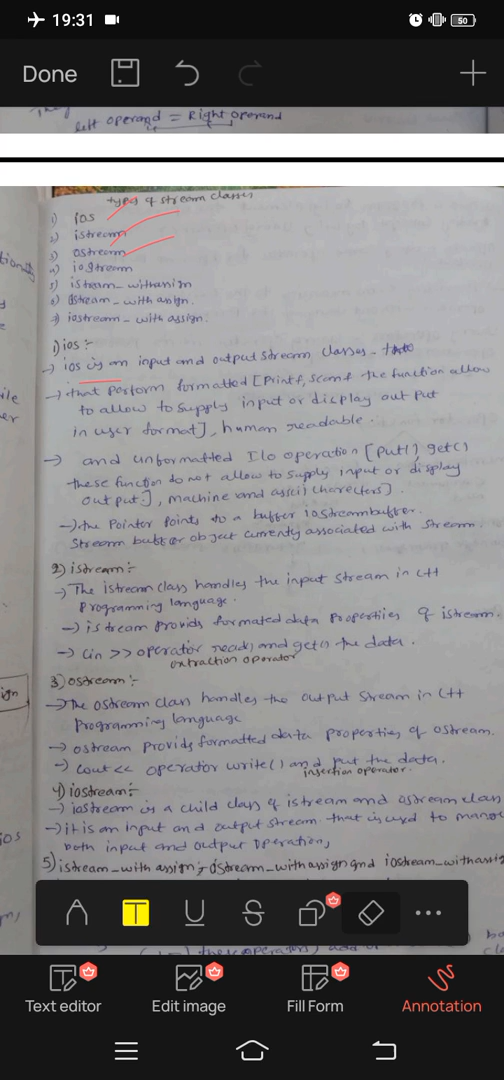 19:31
50
Done
left operand = Right operand
types of stream classes
1) ios
2) istream
3) ostream
4) iostream
5) istream_withassign
6) ostream_with assign.
7) iostream_with assign.
1) ios :-
→ ios is an input and output stream classes-
→ that perform formatted [Printf, Scanf the function allow
to allow to supply input or display out put
in user format], human readable.
→ and unformatted I/o operation [put() get()
these function do not allow to supply input or display
output], machine and ascii charecters].
→ the Pointor Points to a buffer iostreambuffer.
Stream buffer object currenty associated with Stream.
2) istream:-
→ The istream class handles the input stream in C++
Programming language.
→ istream provids formated data Properties of istream.
→ Cin >> operator read() and get() the data.
extraction operator
3) ostream:-
→ The ostream class handles the output stream in C++
Programming language
→ ostream provids formatted data properties of ostream.
→ Cout << operator write() and put the data.
insertion operator.
ign
4) iostream:-
→ iostream is a child class of istream and ostream class
→ it is an input and output stream that is used to
both input and output operation,
ios
5) istream_with assign, ostream_withassign and iostream_withassi
Text editor
Edit image
Fill Form
Annotation